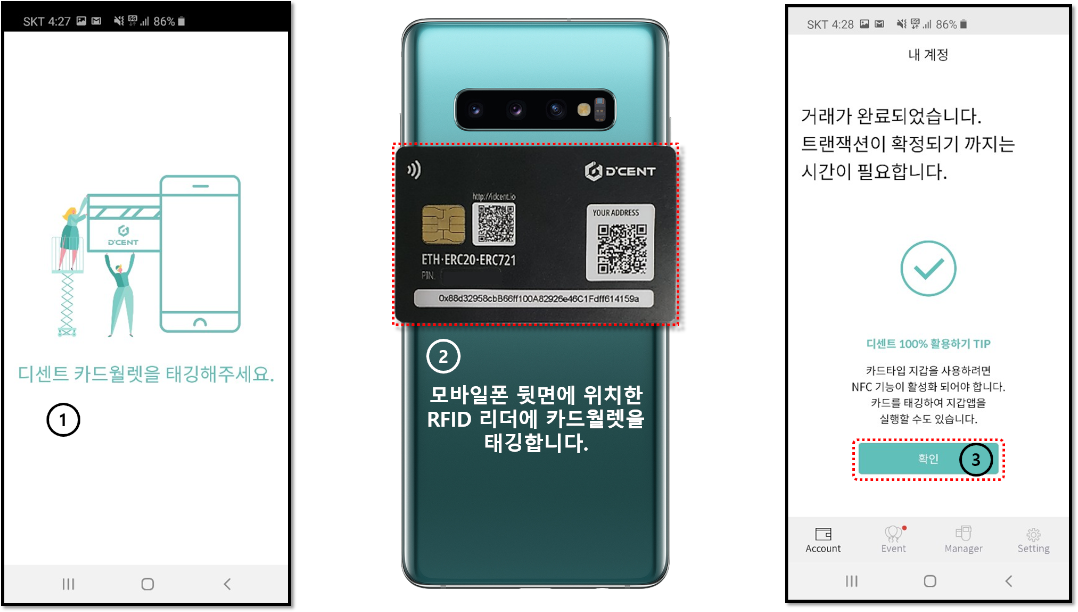 SKT 4:27
86%
D'CENT
디센트 카드월렛을 태깅해주세요.
1
D'CENT
http://dcent.io
YOUR ADDRESS
ETH·ERC20·ERC721
PIN
0x88d32958cbB66ff100A82926e46C1Fdff614159a
2
모바일폰 뒷면에 위치한
RFID 리더에 카드월렛을
태깅합니다.
SKT 4:28
86%
내 계정
거래가 완료되었습니다.
트랜잭션이 확정되기 까지는
시간이 필요합니다.
디센트 100% 활용하기 TIP
카드타입 지갑을 사용하려면
NFC 기능이 활성화 되어야 합니다.
카드를 태깅하여 지갑앱을
실행할 수도 있습니다.
확인
3
Account
Event
Manager
Setting